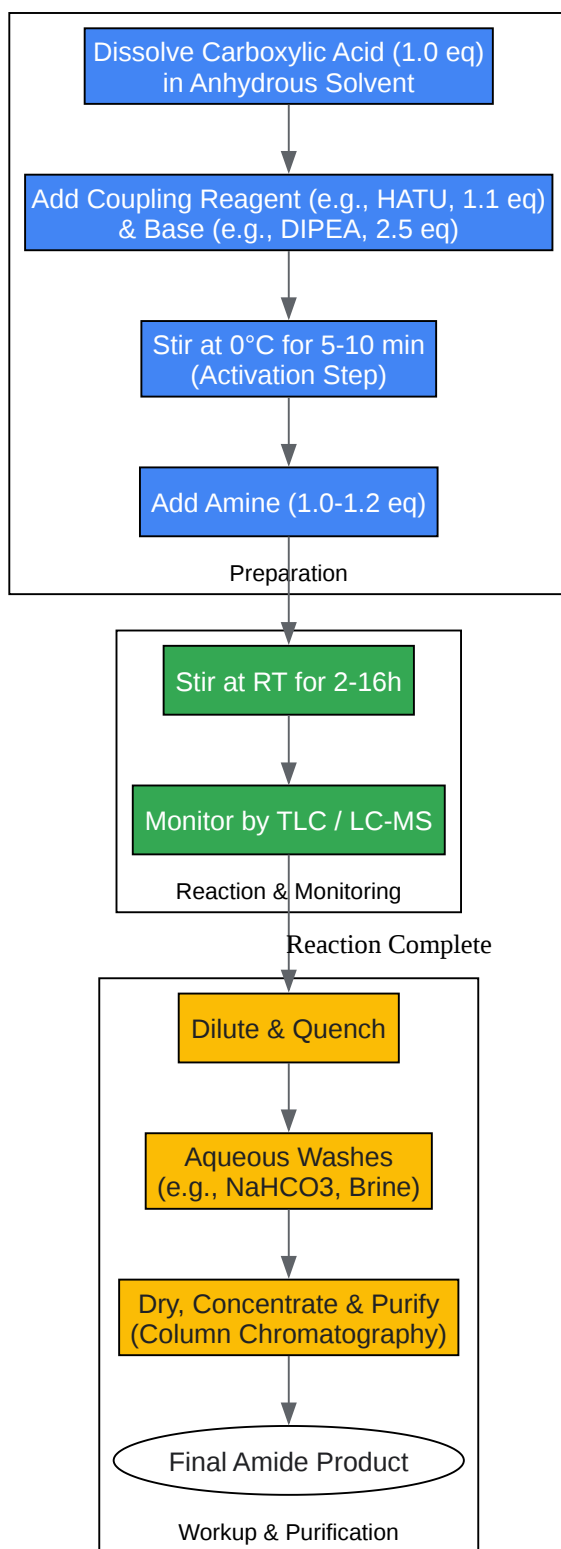 Dissolve Carboxylic Acid (1.0 eq)
in Anhydrous Solvent
Add Coupling Reagent (e.g., HATU, 1.1 eq)
& Base (e.g., DIPEA, 2.5 eq)
Stir at 0°C for 5-10 min
(Activation Step)
Add Amine (1.0-1.2 eq)
Preparation
Stir at RT for 2-16h
Monitor by TLC / LC-MS
Reaction & Monitoring
Reaction Complete
Dilute & Quench
Aqueous Washes
(e.g., NaHCO3, Brine)
Dry, Concentrate & Purify
(Column Chromatography)
Final Amide Product
Workup & Purification